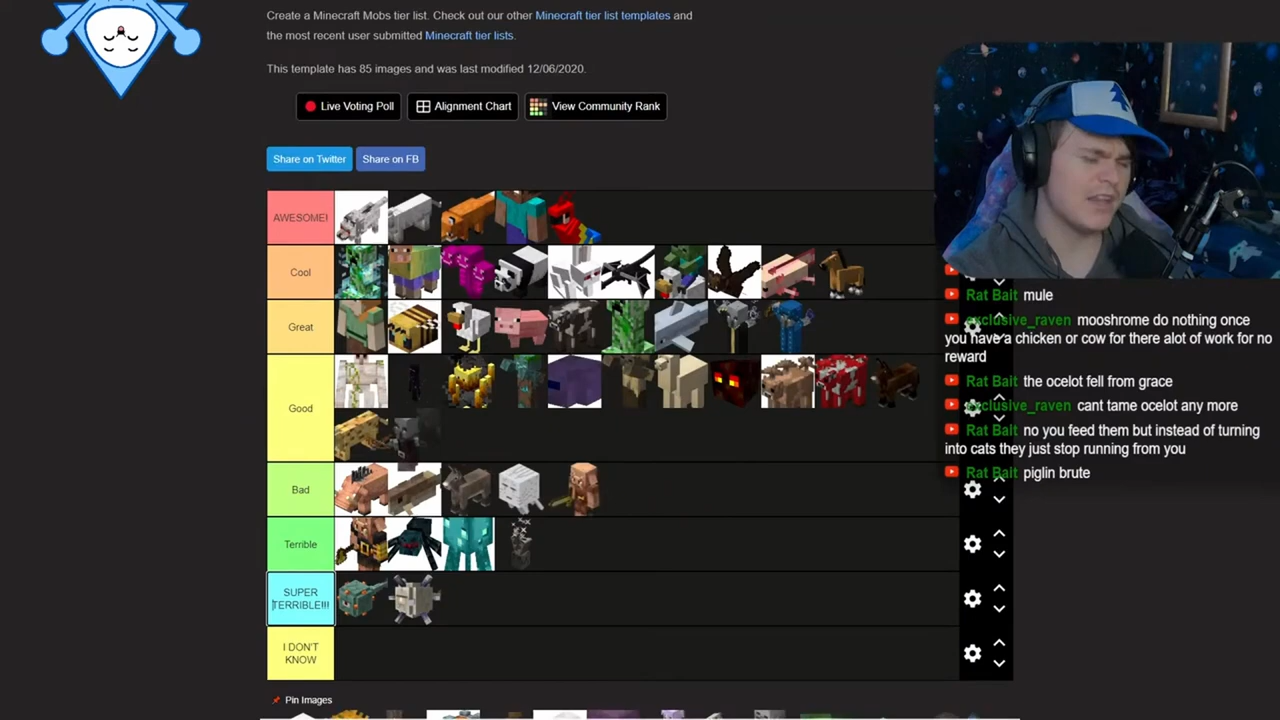 Create a Minecraft Mobs tier list. Check out our other Minecraft tier list templates and
the most recent user submitted Minecraft tier lists.
This template has 85 images and was last modified 12/06/2020.
Live Voting Poll
Alignment Chart
View Community Rank
Share on Twitter
Share on FB
AWESOME!
Cool
Great
Good
Bad
Terrible
SUPER
TERRIBLE!!!
I DON'T
KNOW
Pin Images
Rat Bait mule
exclusive_raven mooshrome do nothing once
you have a chicken or cow for there alot of work for no
reward
Rat Bait the ocelot fell from grace
exclusive_raven cant tame ocelot any more
Rat Bait no you feed them but instead of turning
into cats they just stop running from you
Rat Bait piglin brute